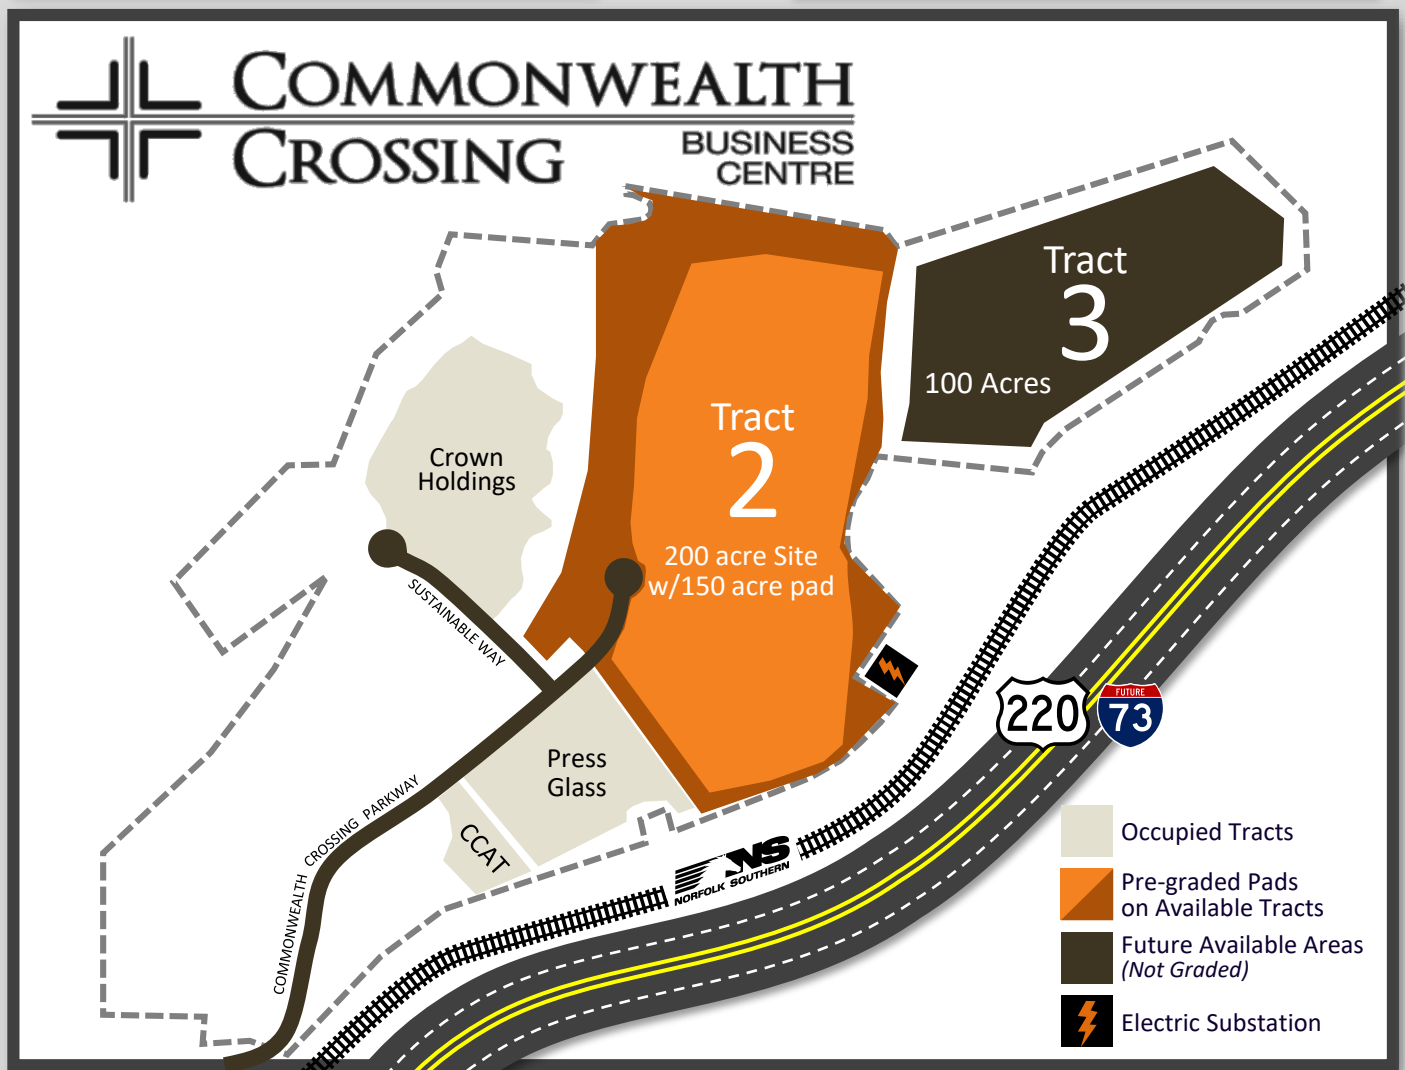 COMMONWEALTH
CROSSING
BUSINESS
CENTRE
Tract
3
100 Acres
Tract
2
200 acre Site
w/150 acre pad
Crown
Holdings
SUSTAINABLE WAY
Press
Glass
CCAT
COMMONWEALTH CROSSING PARKWAY
NS
NORFOLK SOUTHERN
220
FUTURE
73
Occupied Tracts
Pre-graded Pads
on Available Tracts
Future Available Areas
(Not Graded)
Electric Substation